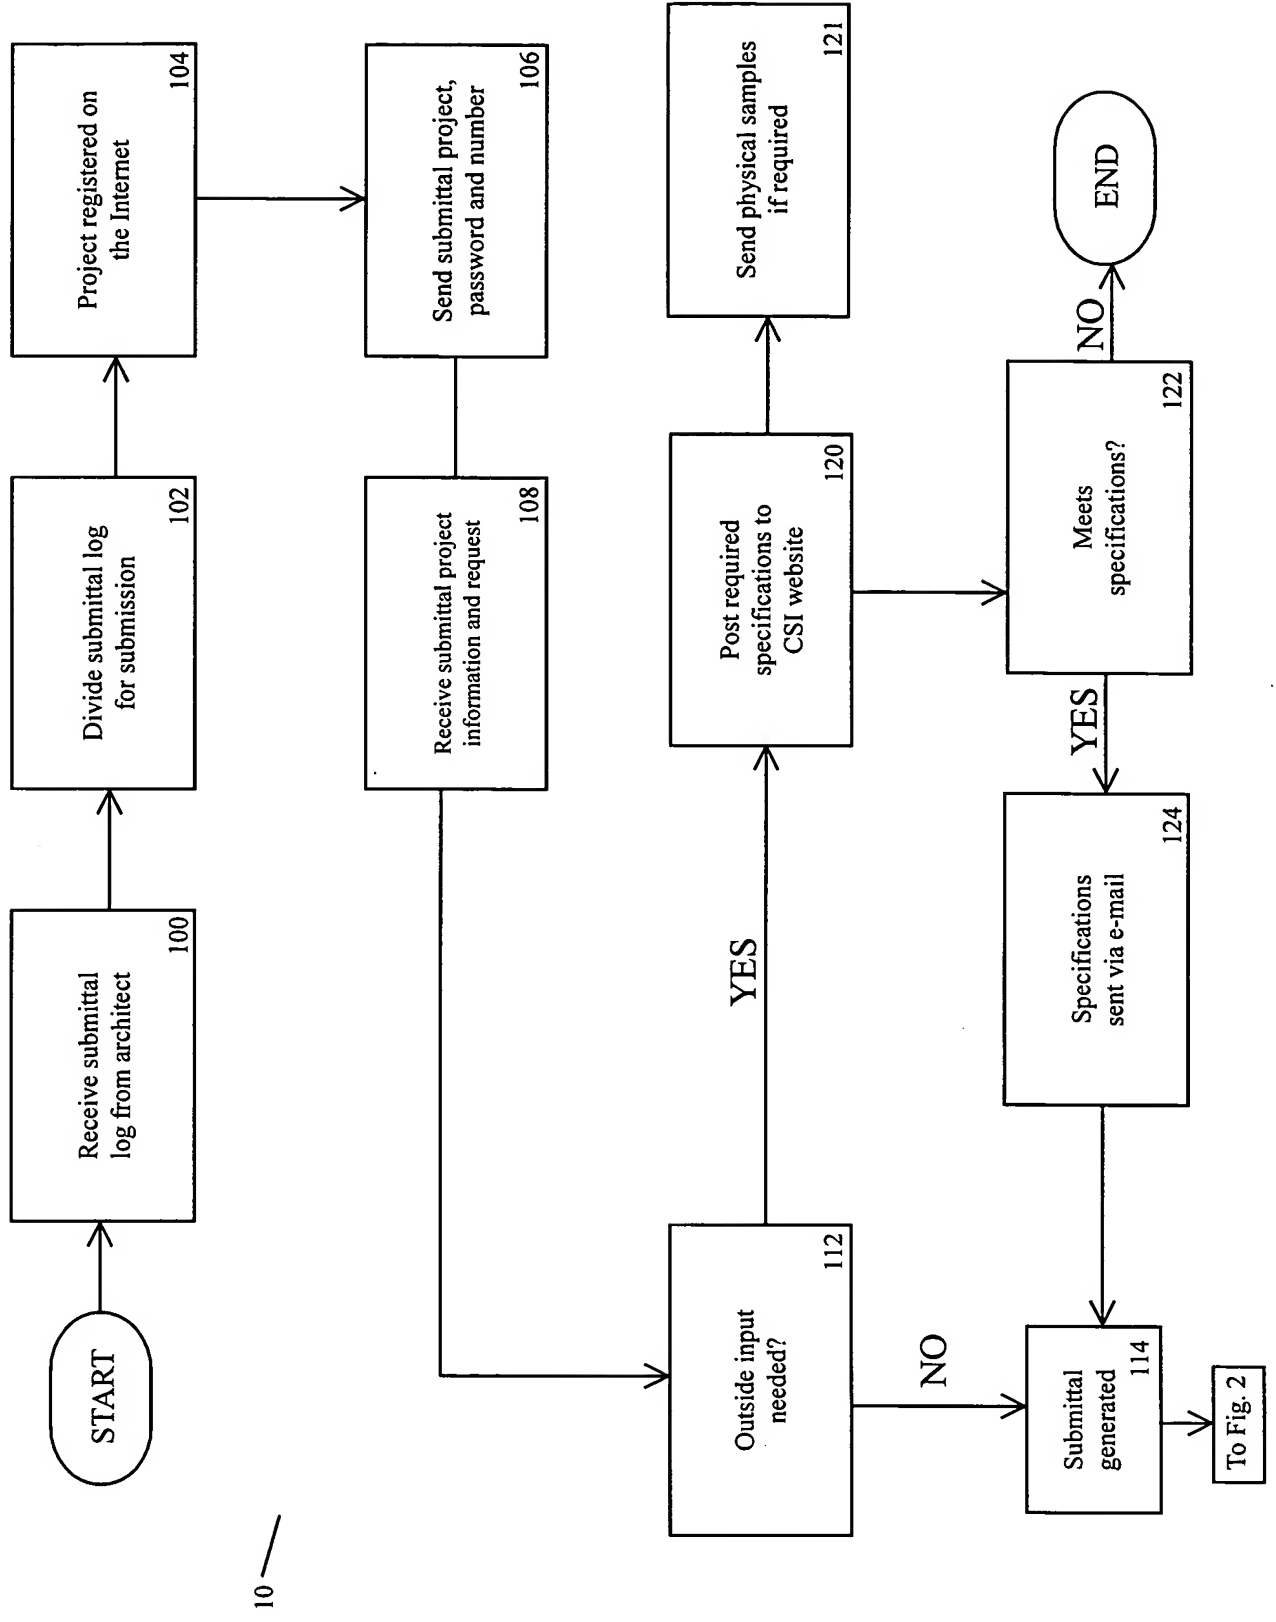 START
Receive submittal
log from architect
100
Divide submittal log
for submission
102
Project registered on
the Internet
104
Send submittal project,
password and number
106
Receive submittal project
information and request
108
Outside input
needed?
112
YES
Post required
specifications to
CSI website
120
Send physical samples
if required
121
NO
Submittal
generated
114
Specifications
sent via e-mail
124
YES
Meets
specifications?
122
NO
END
To Fig. 2
10